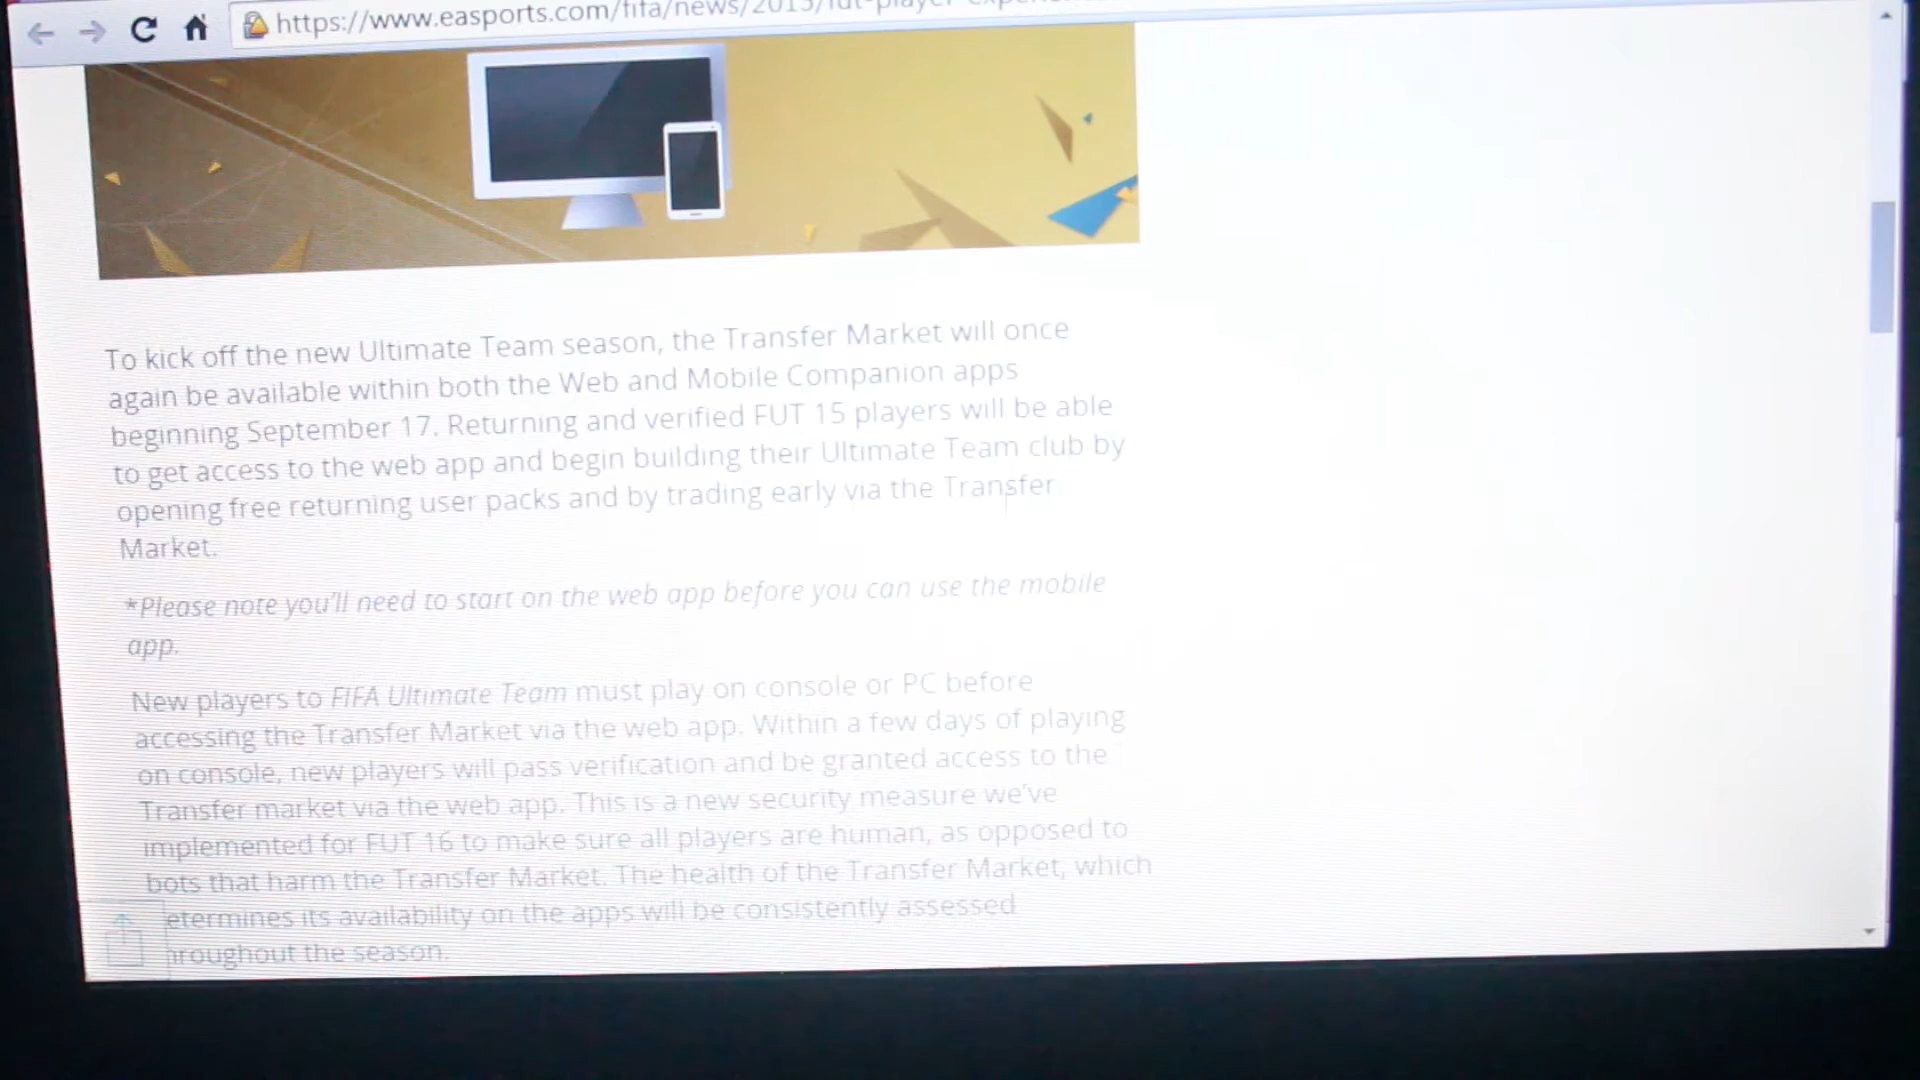 https://www.easports.com/fifa/news/2015/fut-player-experien
To kick off the new Ultimate Team season, the Transfer Market will once
again be available within both the Web and Mobile Companion apps
beginning September 17. Returning and verified FUT 15 players will be able
to get access to the web app and begin building their Ultimate Team club by
opening free returning user packs and by trading early via the Transfer
Market.
*Please note you'll need to start on the web app before you can use the mobile
app.
New players to FIFA Ultimate Team must play on console or PC before
accessing the Transfer Market via the web app. Within a few days of playing
on console, new players will pass verification and be granted access to the
Transfer market via the web app. This is a new security measure we've
implemented for FUT 16 to make sure all players are human, as opposed to
bots that harm the Transfer Market. The health of the Transfer Market, which
etermines its availability on the apps will be consistently assessed
hroughout the season.